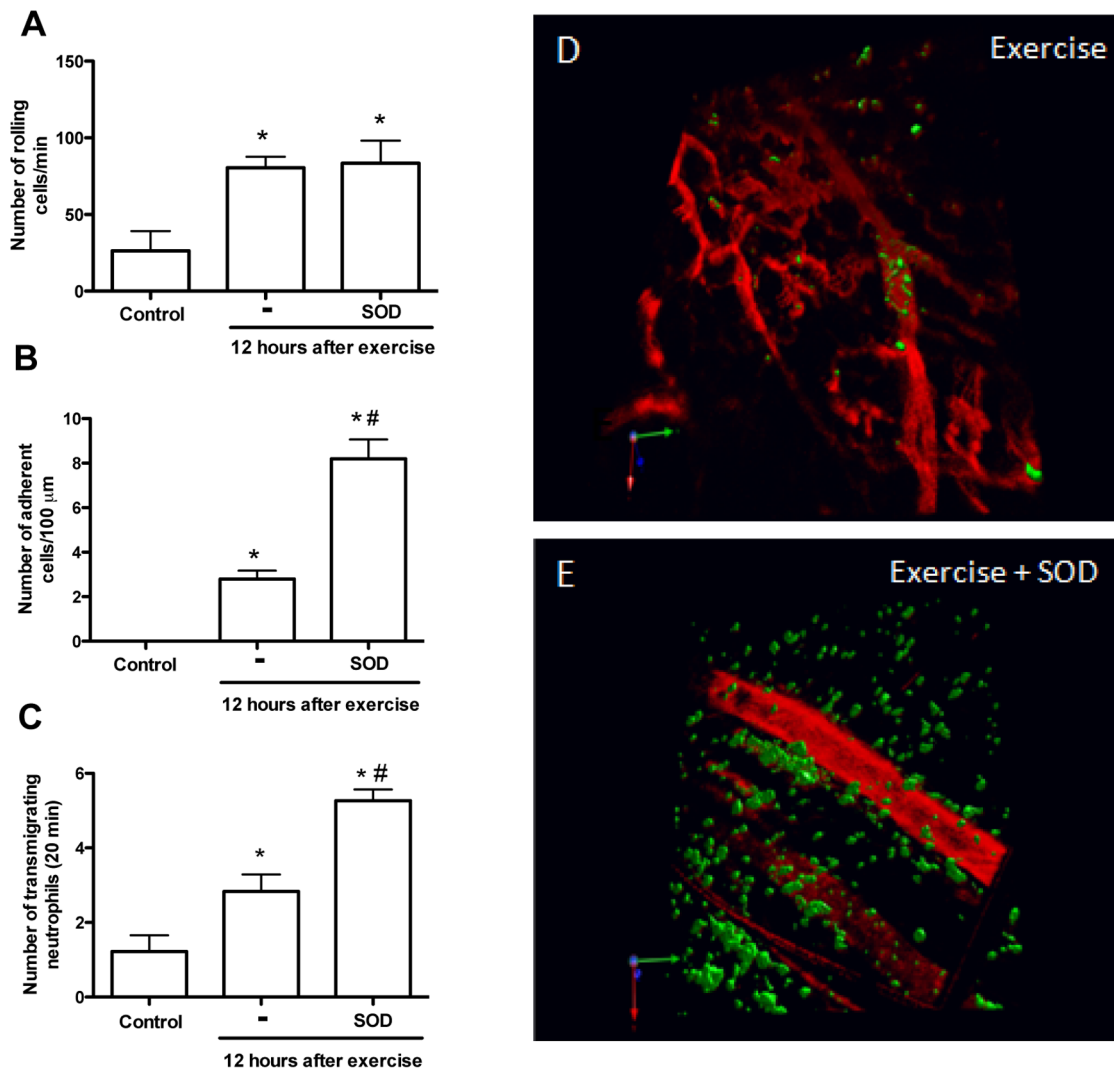 A
Number of rolling
cells/min
150
100
50
0
* *
Control - SOD
12 hours after exercise
B
Number of adherent
cells/100 μm
10
8
6
4
2
0
* * #
Control - SOD
12 hours after exercise
C
Number of transmigrating
neutrophils (20 min)
6
4
2
0
* * #
Control - SOD
12 hours after exercise
D Exercise
E Exercise + SOD